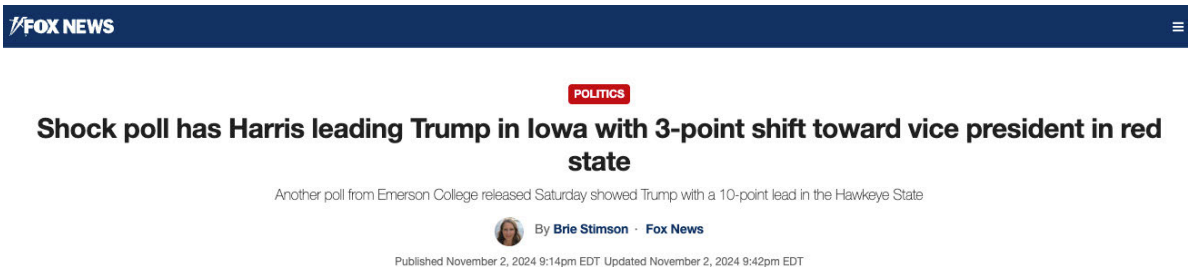 FOX NEWS
POLITICS
Shock poll has Harris leading Trump in Iowa with 3-point shift toward vice president in red
state
Another poll from Emerson College released Saturday showed Trump with a 10-point lead in the Hawkeye State
By Brie Stimson · Fox News
Published November 2, 2024 9:14pm EDT Updated November 2, 2024 9:42pm EDT